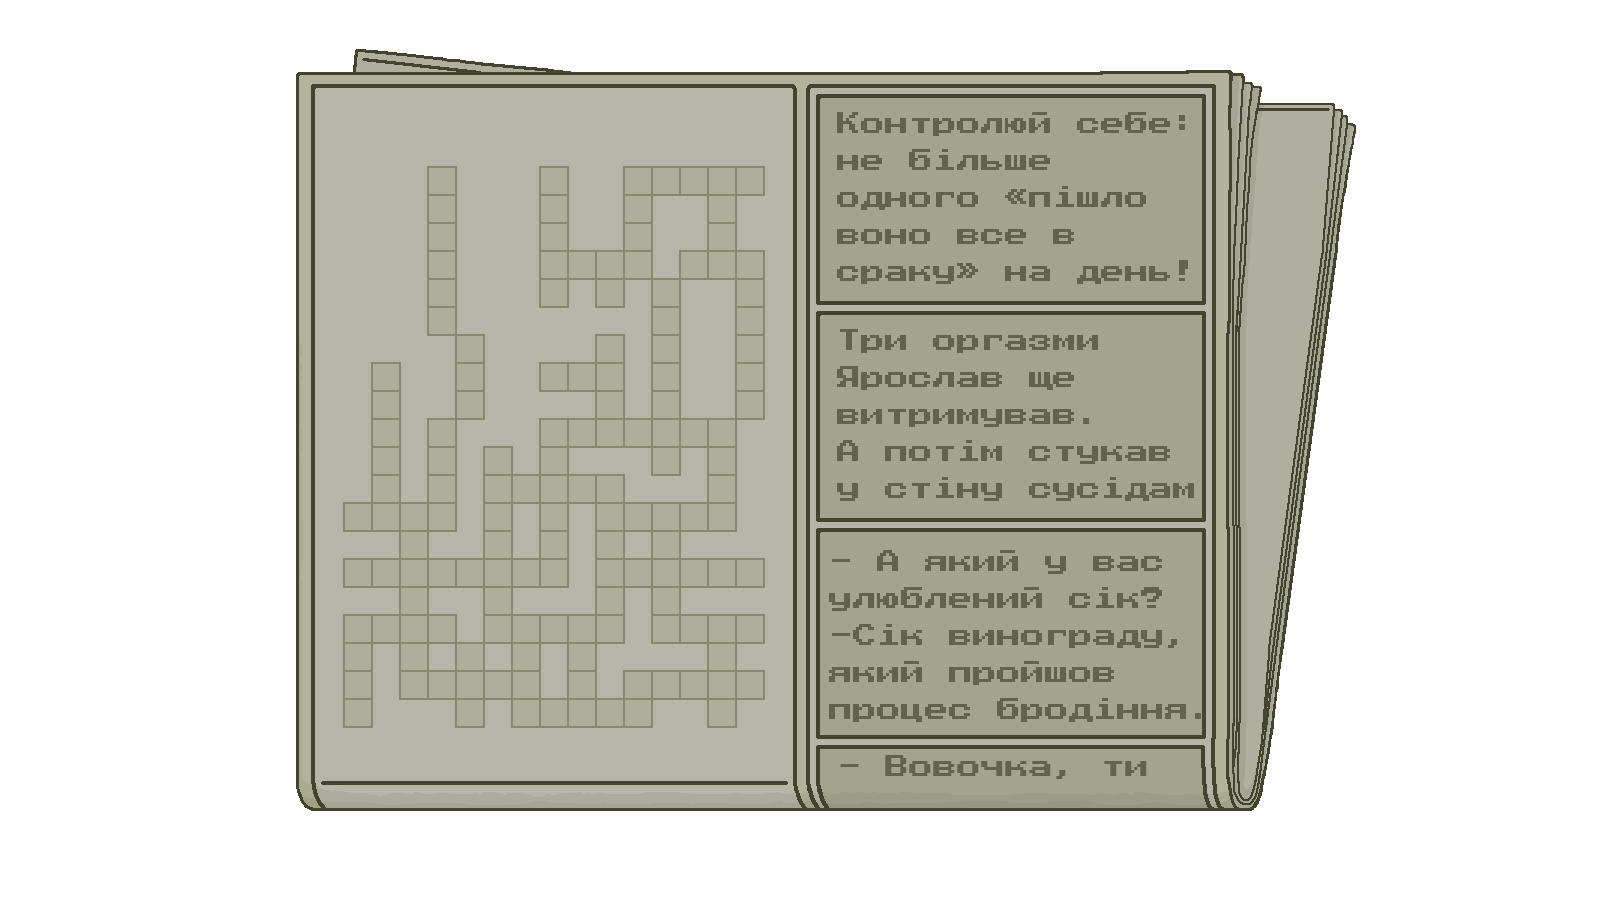 Контролюй себе:
не більше
одного «пішло
воно все в
сраку» на день!
Три оргазми
Ярослав ще
витримував.
А потім стукав
у стіну сусідам
- А який у вас
улюблений сік?
-Сік винограду,
який пройшов
процес бродіння.
- Вовочка, ти